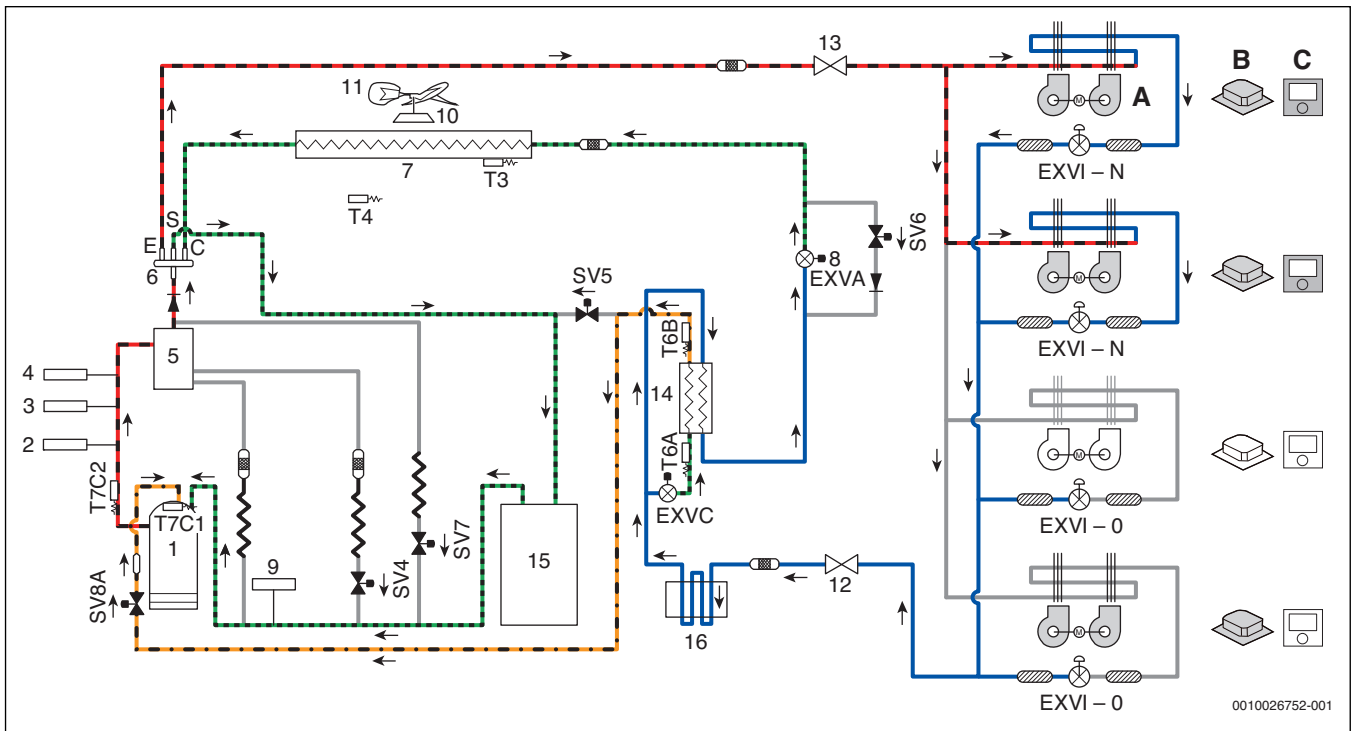 13
11
10
B
C
A
7
T3
T4
EXVI – N
SV6
S
E
C
6
8
EXVA
SV5
T6B
EXVI – N
5
4
3
2
14
T6A
T7C2
T7C1
1
EXVC
SV7
SV4
9
15
12
16
SV8A
M
M
M
EXVI – 0
EXVI – 0
0010026752-001